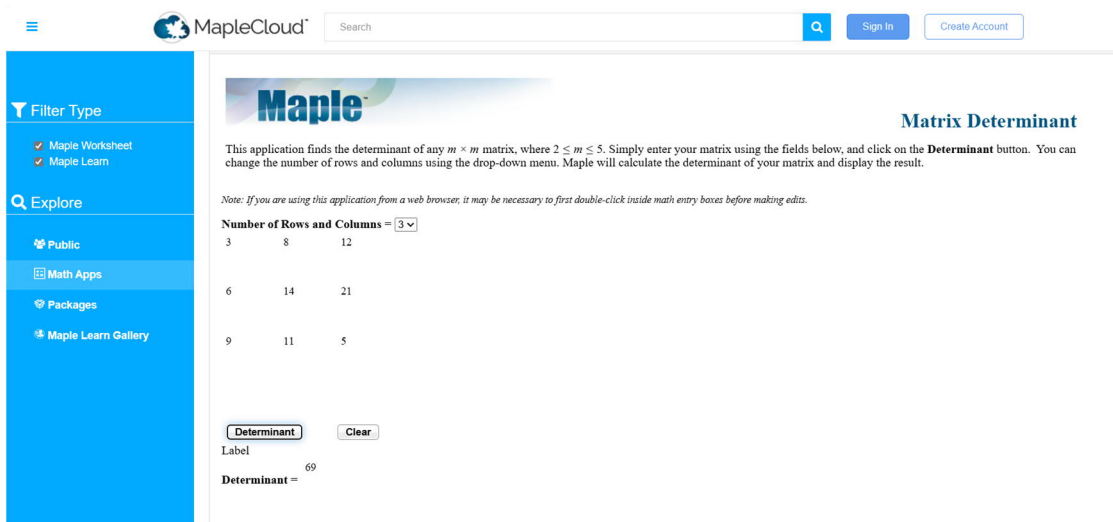 MapleCloud™
Search
Sign In
Create Account
Filter Type
Maple Worksheet
Maple Learn
Explore
Public
Math Apps
Packages
Maple Learn Gallery
Maple™
Matrix Determinant
This application finds the determinant of any m × m matrix, where 2 ≤ m ≤ 5. Simply enter your matrix using the fields below, and click on the Determinant button. You can
change the number of rows and columns using the drop-down menu. Maple will calculate the determinant of your matrix and display the result.
Note: If you are using this application from a web browser, it may be necessary to first double-click inside math entry boxes before making edits.
Number of Rows and Columns = 3
3 8 12
6 14 21
9 11 5
Determinant Clear
Label
69
Determinant =